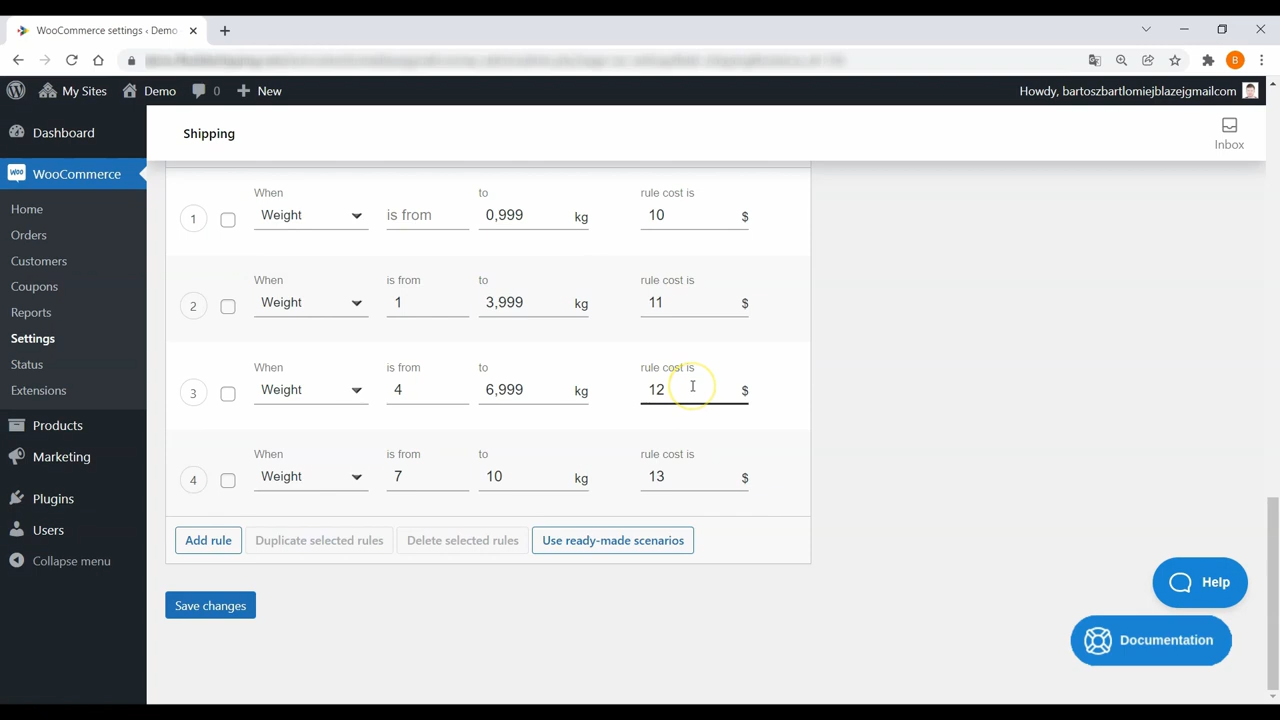 WooCommerce settings ‹ Demo
My Sites Demo 0 New Howdy, bartoszbartlomiejblazejgmailcom
Dashboard
WooCommerce
Home
Orders
Customers
Coupons
Reports
Settings
Status
Extensions
Products
Marketing
Plugins
Users
Collapse menu
Shipping
Inbox
When to rule cost is
1 Weight is from 0,999 kg 10 $
When is from to rule cost is
2 Weight 1 3,999 kg 11 $
When is from to rule cost is
3 Weight 4 6,999 kg 12 $
When is from to rule cost is
4 Weight 7 10 kg 13 $
Add rule Duplicate selected rules Delete selected rules Use ready-made scenarios
Save changes
Help
Documentation
B
Woo